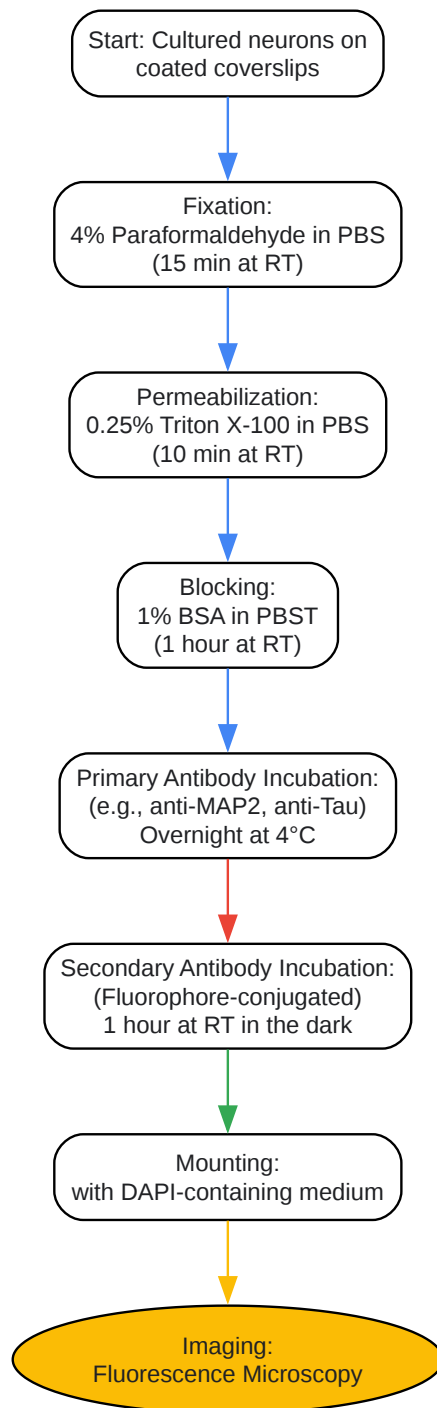 Start: Cultured neurons on
coated coverslips
Fixation:
4% Paraformaldehyde in PBS
(15 min at RT)
Permeabilization:
0.25% Triton X-100 in PBS
(10 min at RT)
Blocking:
1% BSA in PBST
(1 hour at RT)
Primary Antibody Incubation:
(e.g., anti-MAP2, anti-Tau)
Overnight at 4°C
Secondary Antibody Incubation:
(Fluorophore-conjugated)
1 hour at RT in the dark
Mounting:
with DAPI-containing medium
Imaging:
Fluorescence Microscopy